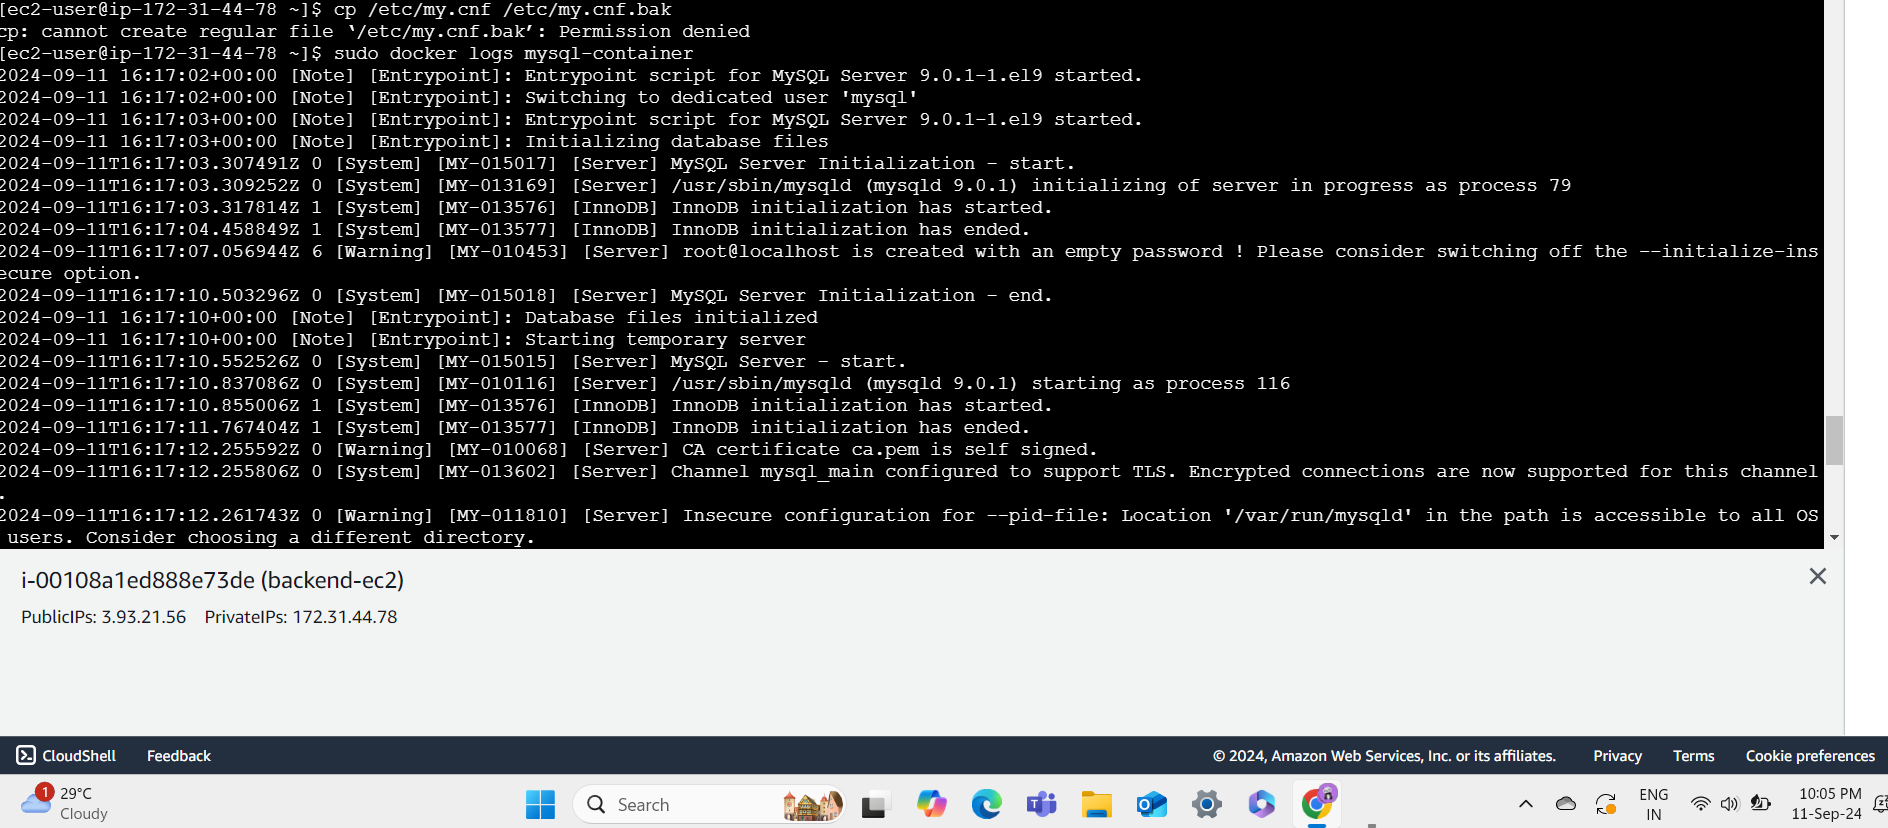 [ec2-user@ip-172-31-44-78 ~]$ cp /etc/my.cnf /etc/my.cnf.bak
cp: cannot create regular file ‘/etc/my.cnf.bak’: Permission denied
[ec2-user@ip-172-31-44-78 ~]$ sudo docker logs mysql-container
2024-09-11 16:17:02+00:00 [Note] [Entrypoint]: Entrypoint script for MySQL Server 9.0.1-1.el9 started.
2024-09-11 16:17:02+00:00 [Note] [Entrypoint]: Switching to dedicated user 'mysql'
2024-09-11 16:17:03+00:00 [Note] [Entrypoint]: Entrypoint script for MySQL Server 9.0.1-1.el9 started.
2024-09-11 16:17:03+00:00 [Note] [Entrypoint]: Initializing database files
2024-09-11T16:17:03.307491Z 0 [System] [MY-015017] [Server] MySQL Server Initialization - start.
2024-09-11T16:17:03.309252Z 0 [System] [MY-013169] [Server] /usr/sbin/mysqld (mysqld 9.0.1) initializing of server in progress as process 79
2024-09-11T16:17:03.317814Z 1 [System] [MY-013576] [InnoDB] InnoDB initialization has started.
2024-09-11T16:17:04.458849Z 1 [System] [MY-013577] [InnoDB] InnoDB initialization has ended.
2024-09-11T16:17:07.056944Z 6 [Warning] [MY-010453] [Server] root@localhost is created with an empty password ! Please consider switching off the --initialize-ins
ecure option.
2024-09-11T16:17:10.503296Z 0 [System] [MY-015018] [Server] MySQL Server Initialization - end.
2024-09-11 16:17:10+00:00 [Note] [Entrypoint]: Database files initialized
2024-09-11 16:17:10+00:00 [Note] [Entrypoint]: Starting temporary server
2024-09-11T16:17:10.552526Z 0 [System] [MY-015015] [Server] MySQL Server - start.
2024-09-11T16:17:10.837086Z 0 [System] [MY-010116] [Server] /usr/sbin/mysqld (mysqld 9.0.1) starting as process 116
2024-09-11T16:17:10.855006Z 1 [System] [MY-013576] [InnoDB] InnoDB initialization has started.
2024-09-11T16:17:11.767404Z 1 [System] [MY-013577] [InnoDB] InnoDB initialization has ended.
2024-09-11T16:17:12.255592Z 0 [Warning] [MY-010068] [Server] CA certificate ca.pem is self signed.
2024-09-11T16:17:12.255806Z 0 [System] [MY-013602] [Server] Channel mysql_main configured to support TLS. Encrypted connections are now supported for this channel
.
2024-09-11T16:17:12.261743Z 0 [Warning] [MY-011810] [Server] Insecure configuration for --pid-file: Location '/var/run/mysqld' in the path is accessible to all OS
users. Consider choosing a different directory.
i-00108a1ed888e73de (backend-ec2)
PublicIPs: 3.93.21.56 PrivateIPs: 172.31.44.78
CloudShell Feedback © 2024, Amazon Web Services, Inc. or its affiliates. Privacy Terms Cookie preferences
1
29°C
Cloudy
Search
ENG
IN
10:05 PM
11-Sep-24